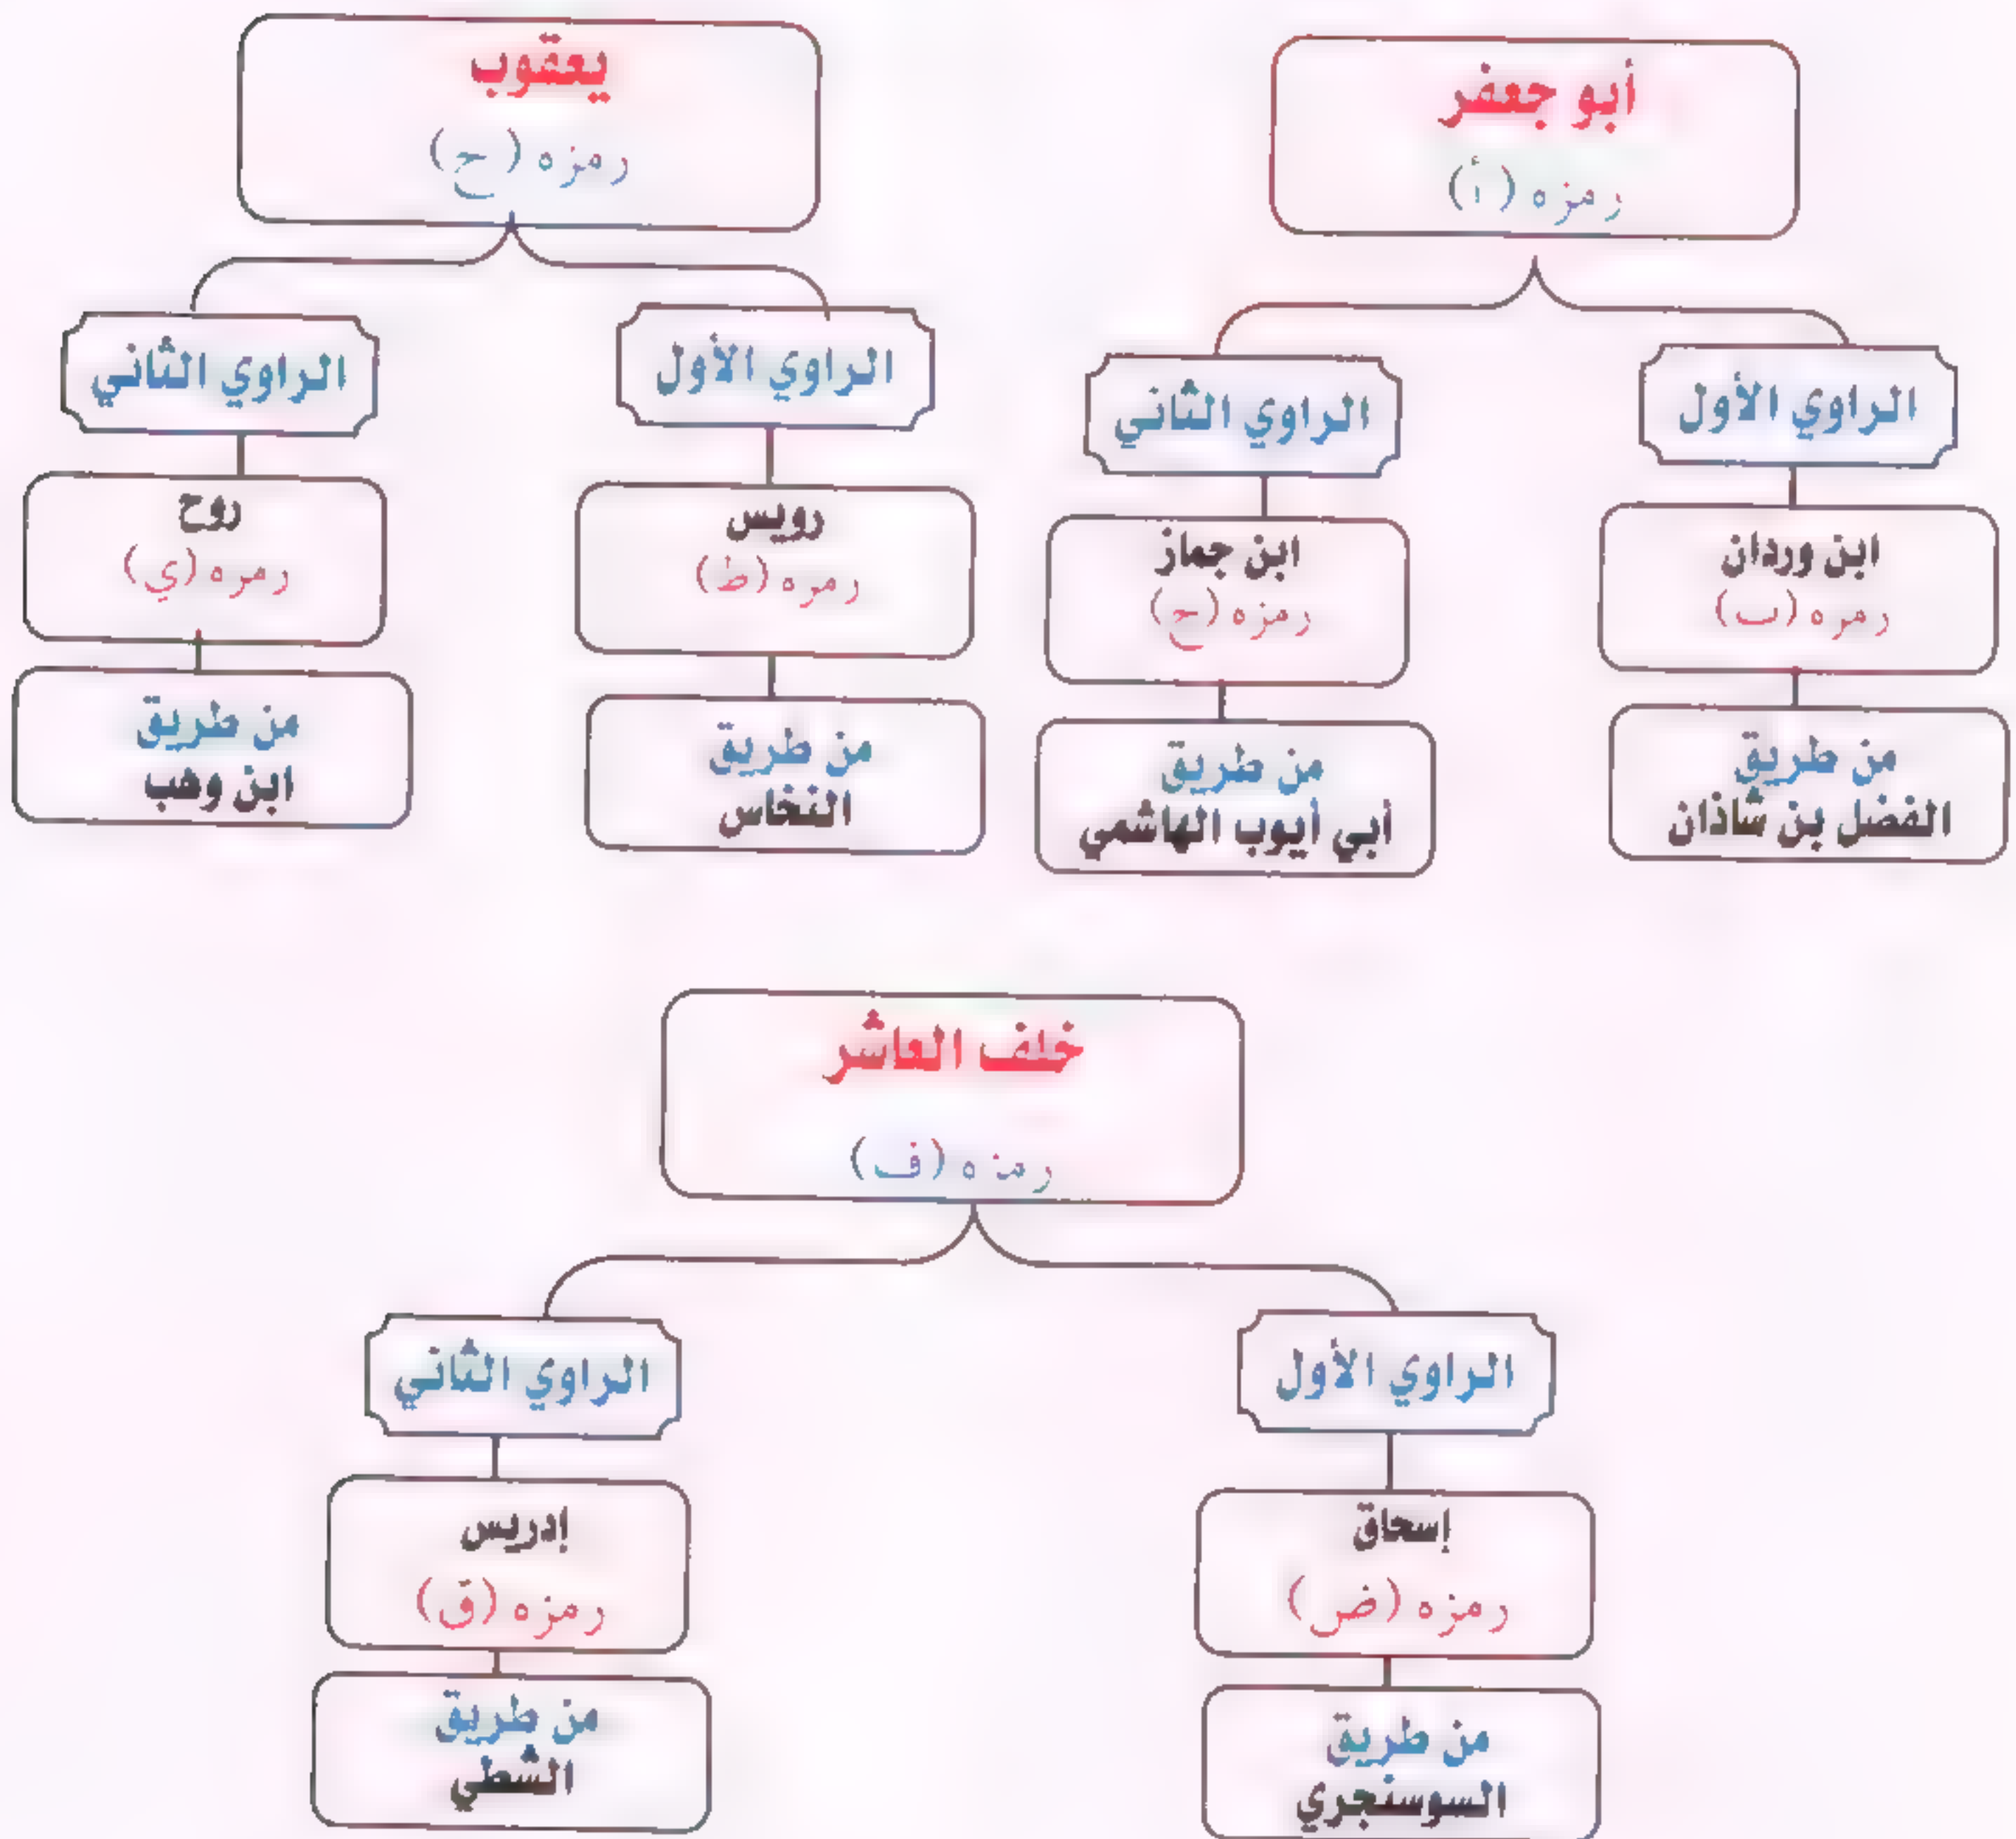 أبو جعفر
رمزه (أ)
الراوي الأول
ابن وردان
رمزه (ب)
من طريق
الفضل بن شاذان
الراوي الثاني
ابن جماز
رمزه (ج)
من طريق
أبي أيوب الهاشمي
يعقوب
رمزه (ح)
الراوي الأول
رويس
رمزه (ط)
من طريق
النخاس
الراوي الثاني
روح
رمزه (ي)
من طريق
ابن وهب
خلف العاشر
رمزه (ف)
الراوي الأول
إسحاق
رمزه (ض)
من طريق
السوسنجري
الراوي الثاني
إدريس
رمزه (ق)
من طريق
الشطي